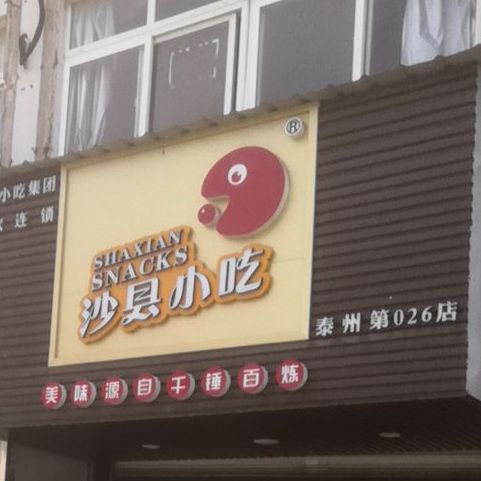 小吃集团
连锁
®
SHAXIAN
SNACKS
沙县小吃
泰州第026店
美味源自千锤百炼